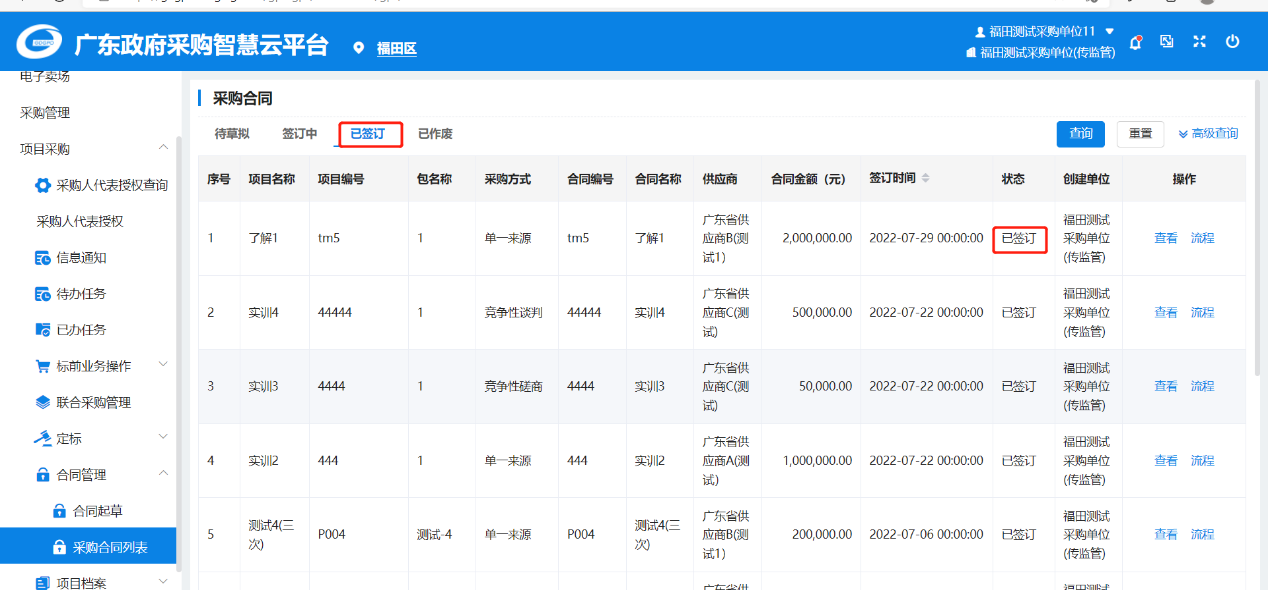 广东政府采购智慧云平台
福田区
福田测试采购单位11
福田测试采购单位(传监管)
电子卖场
采购管理
项目采购
采购人代表授权查询
采购人代表授权
信息通知
待办任务
已办任务
标前业务操作
联合采购管理
定标
合同管理
合同起草
采购合同列表
项目档案
采购合同
待草拟 签订中 已签订 已作废
查询 重置 高级查询
序号 项目名称 项目编号 包名称 采购方式 合同编号 合同名称 供应商 合同金额（元） 签订时间 状态 创建单位 操作
1 了解1 tm5 1 单一来源 tm5 了解1 广东省供应商B(测试1) 2,000,000.00 2022-07-29 00:00:00 已签订 福田测试采购单位(传监管) 查看 流程
2 实训4 44444 1 竞争性谈判 44444 实训4 广东省供应商C(测试) 500,000.00 2022-07-22 00:00:00 已签订 福田测试采购单位(传监管) 查看 流程
3 实训3 4444 1 竞争性磋商 4444 实训3 广东省供应商C(测试) 50,000.00 2022-07-22 00:00:00 已签订 福田测试采购单位(传监管) 查看 流程
4 实训2 444 1 单一来源 444 实训2 广东省供应商A(测试) 1,000,000.00 2022-07-22 00:00:00 已签订 福田测试采购单位(传监管) 查看 流程
5 测试4(三次) P004 测试-4 单一来源 P004 测试4(三次) 广东省供应商B(测试1) 200,000.00 2022-07-06 00:00:00 已签订 福田测试采购单位(传监管) 查看 流程